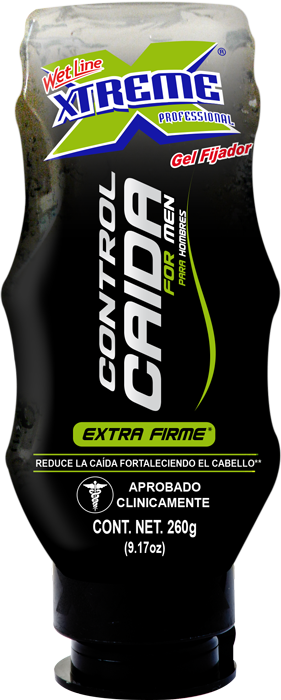 Wet Line
XTREME®
PROFESSIONAL
Gel Fijador
CONTROL
CAIDA
FOR MEN
PARA HOMBRES
EXTRA FIRME*
REDUCE LA CAÍDA FORTALECIENDO EL CABELLO**
APROBADO
CLINICAMENTE
CONT. NET. 260g
(9.17oz)